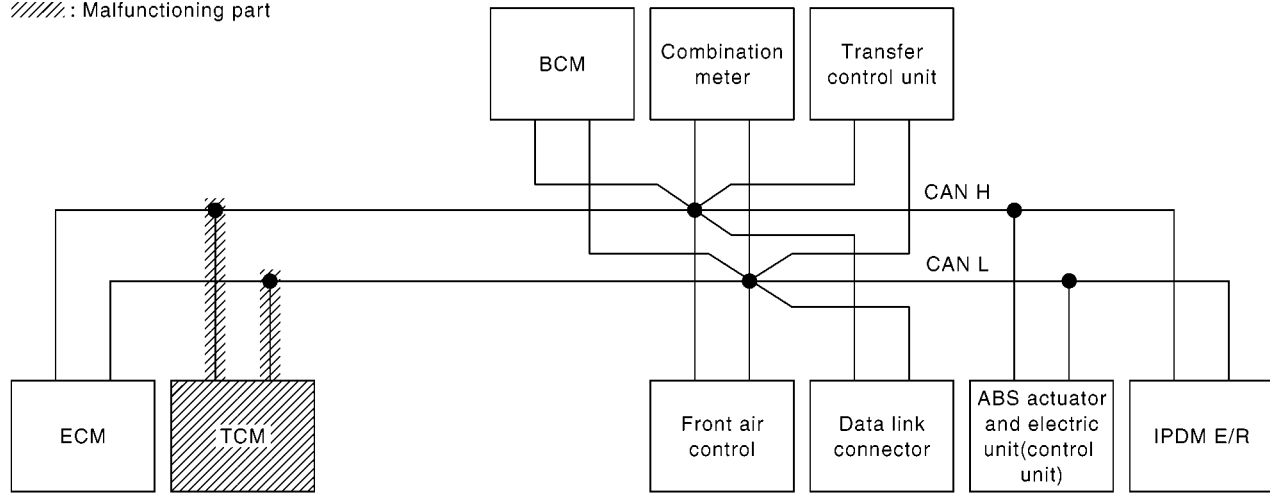 : Malfunctioning part
BCM
Combination
meter
Transfer
control unit
CAN H
CAN L
ECM
TCM
Front air
control
Data link
connector
ABS actuator
and electric
unit(control
unit)
IPDM E/R